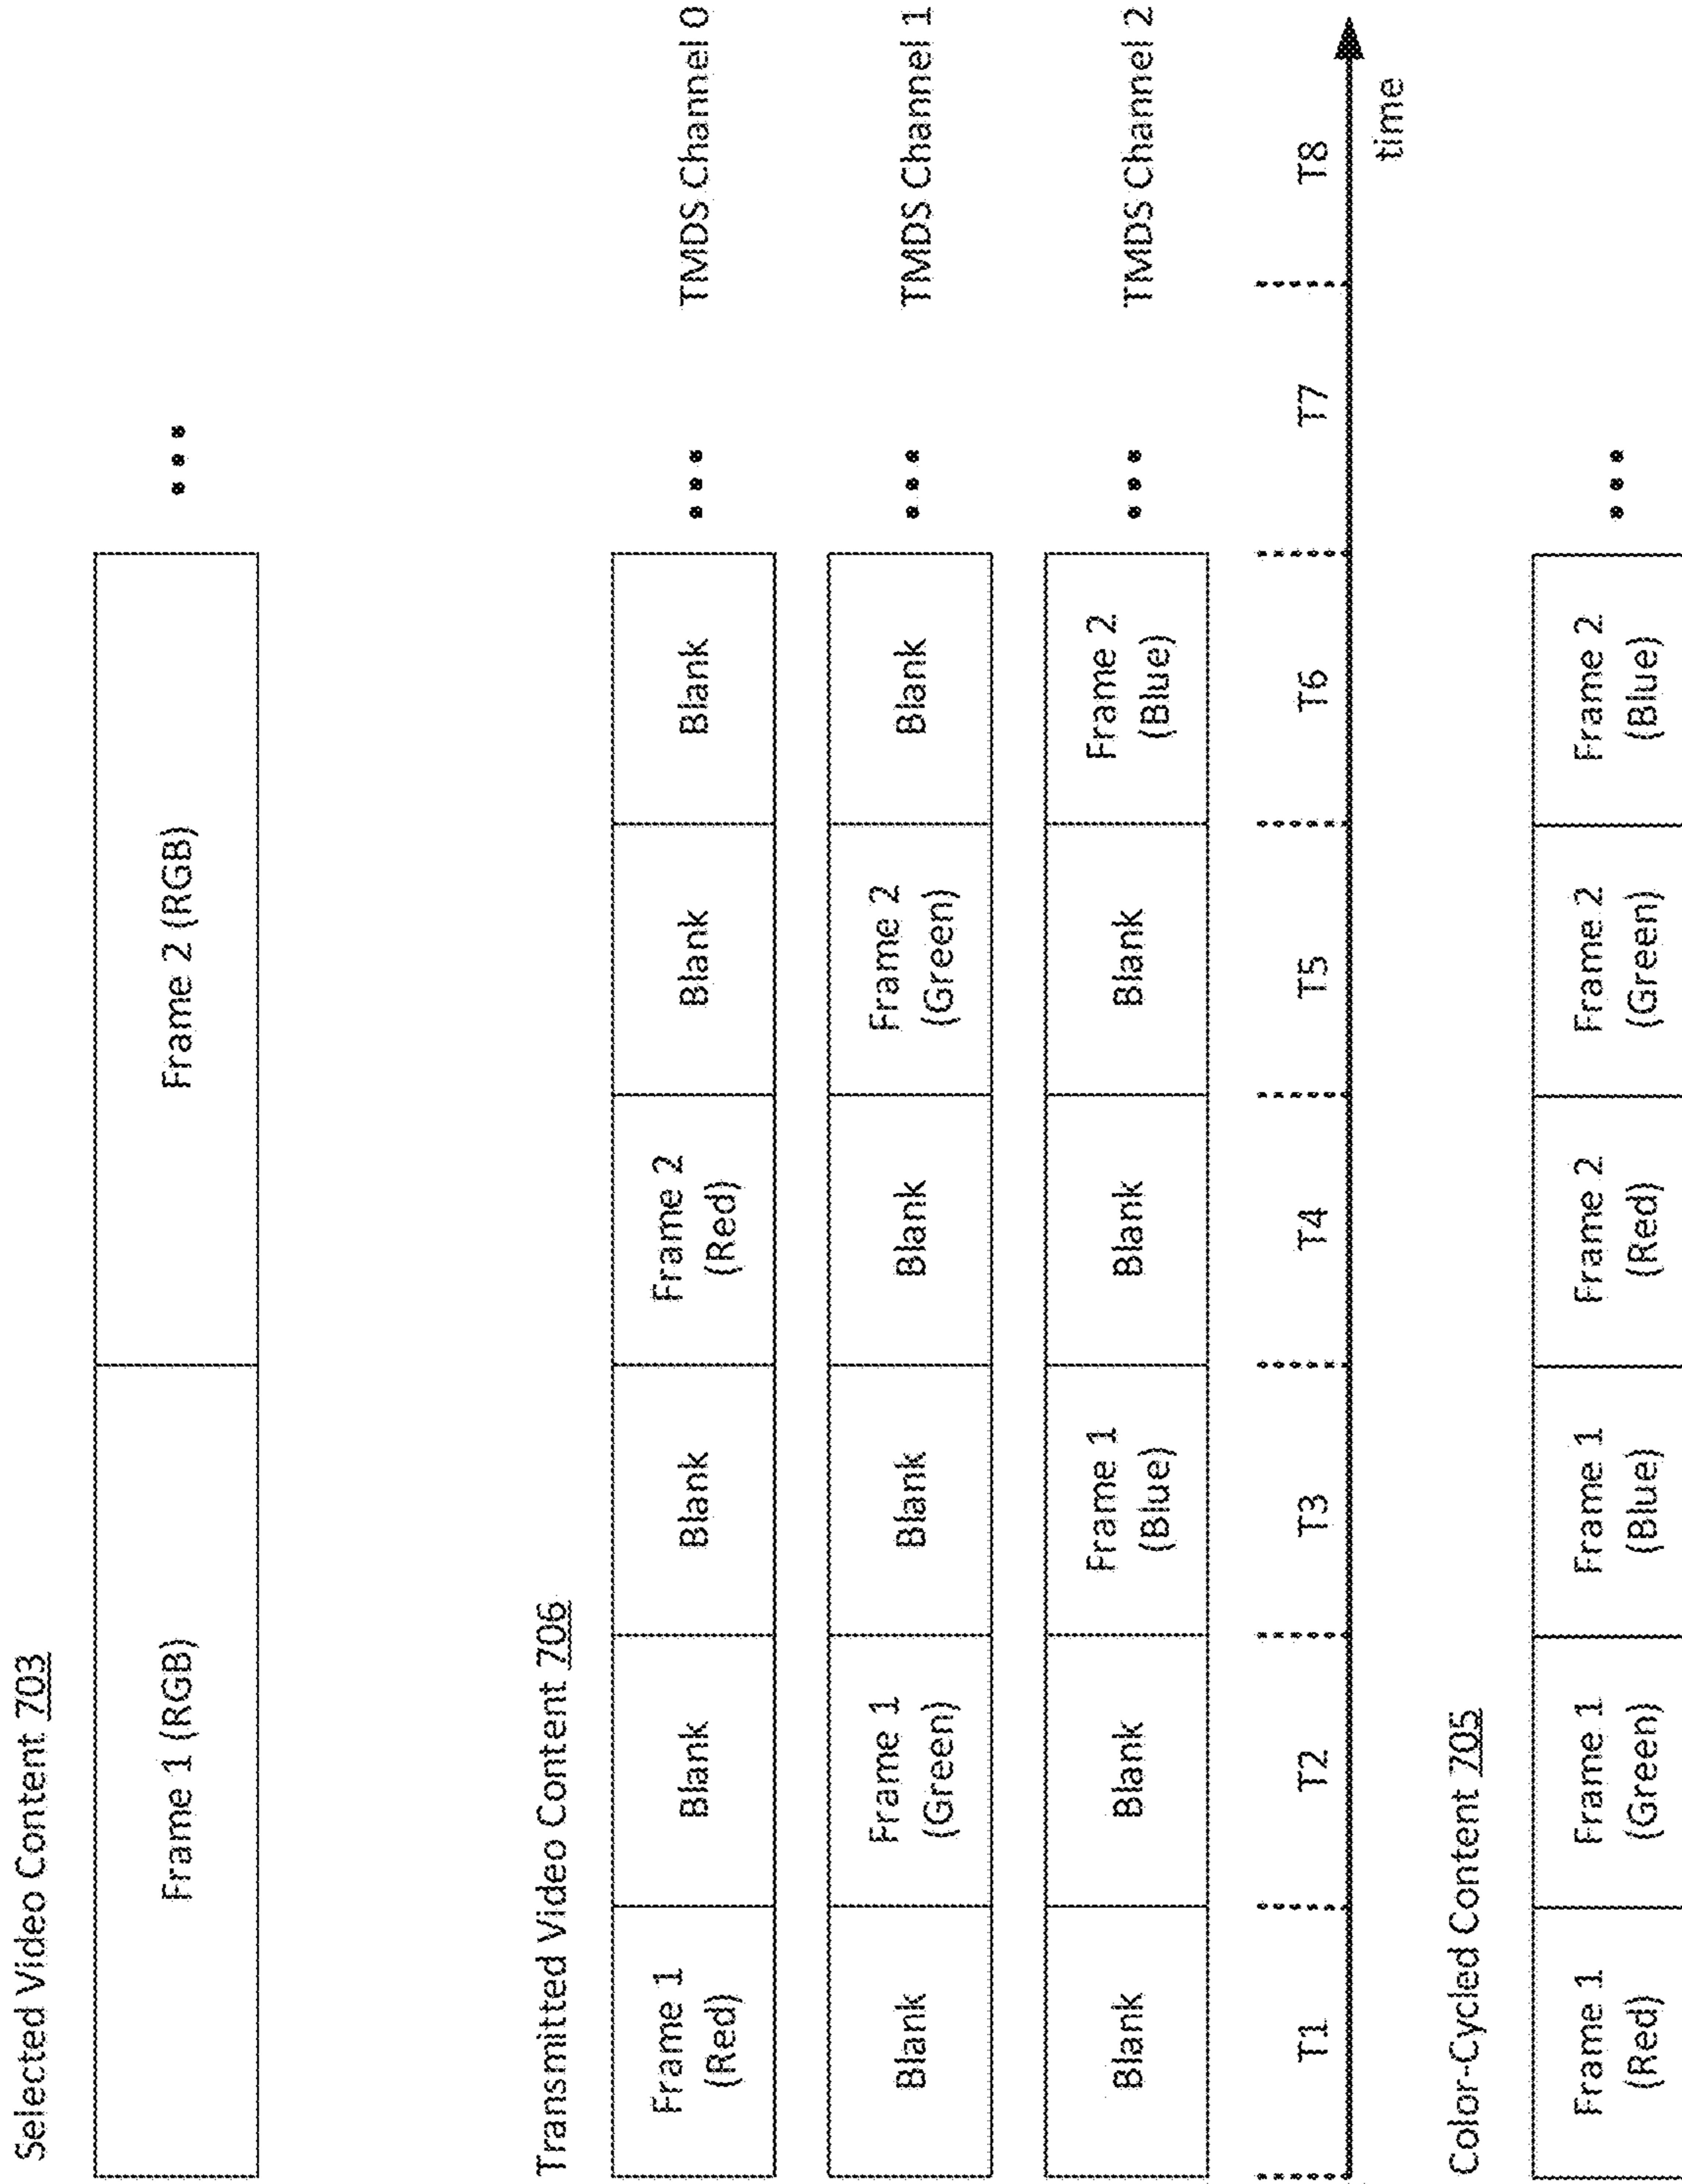 Selected Video Content 703
Frame 1 (RGB)
Frame 2 (RGB)
Transmitted Video Content 706
Frame 1
(Red)
Blank
Blank
Frame 2
(Red)
Blank
Blank
TMDS Channel 0
Blank
Frame 1
(Green)
Blank
Blank
Frame 2
(Green)
Blank
TMDS Channel 1
Blank
Blank
Frame 1
(Blue)
Blank
Blank
Frame 2
(Blue)
TMDS Channel 2
T1
T2
T3
T4
T5
T6
T7
T8
time
Color-Cycled Content 705
Frame 1
(Red)
Frame 1
(Green)
Frame 1
(Blue)
Frame 2
(Red)
Frame 2
(Green)
Frame 2
(Blue)